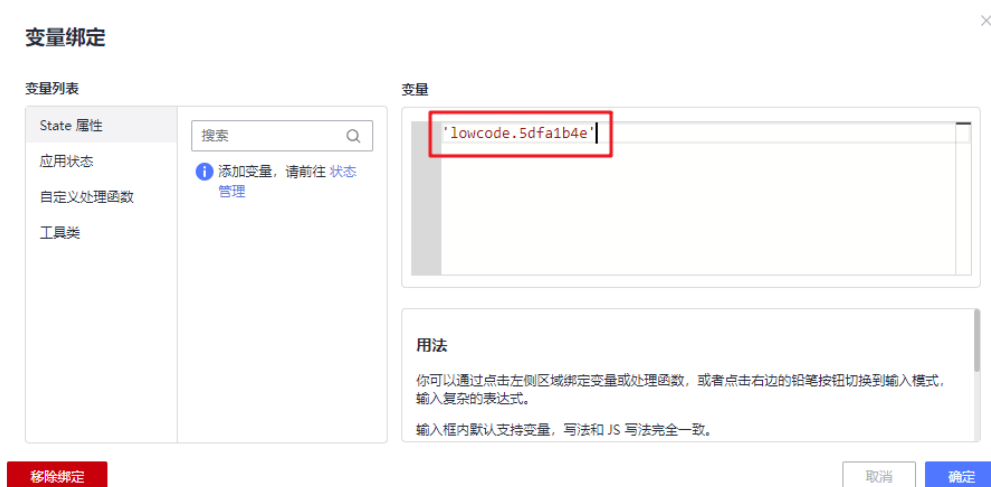 变量绑定
变量列表
State 属性
应用状态
自定义处理函数
工具类
搜索
添加变量，请前往 状态
管理
变量
'lowcode.5dfa1b4e'
用法
你可以通过点击左侧区域绑定变量或处理函数，或者点击右边的铅笔按钮切换到输入模式，
输入复杂的表达式。
输入框内默认支持变量，写法和 JS 写法完全一致。
移除绑定
取消
确定